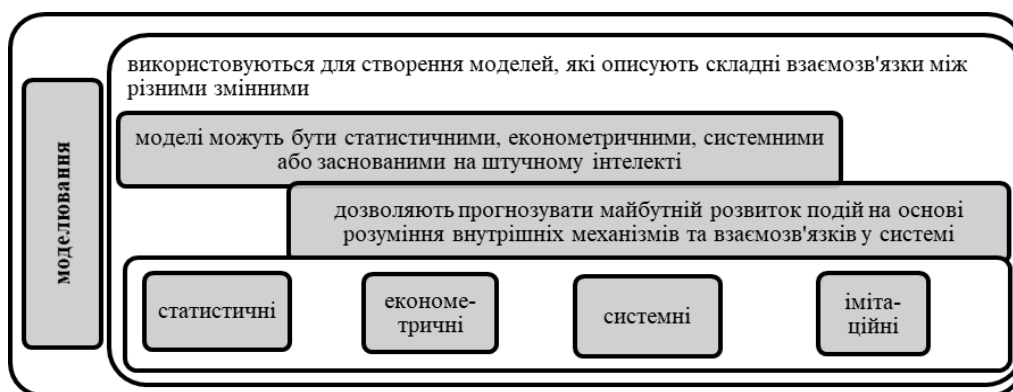 моделювання
використовуються для створення моделей, які описують складні взаємозв'язки між
різними змінними
моделі можуть бути статистичними, економетричними, системними
або заснованими на штучному інтелекті
дозволяють прогнозувати майбутній розвиток подій на основі
розуміння внутрішніх механізмів та взаємозв'язків у системі
статистичні
економе-
тричні
системні
іміта-
ційні